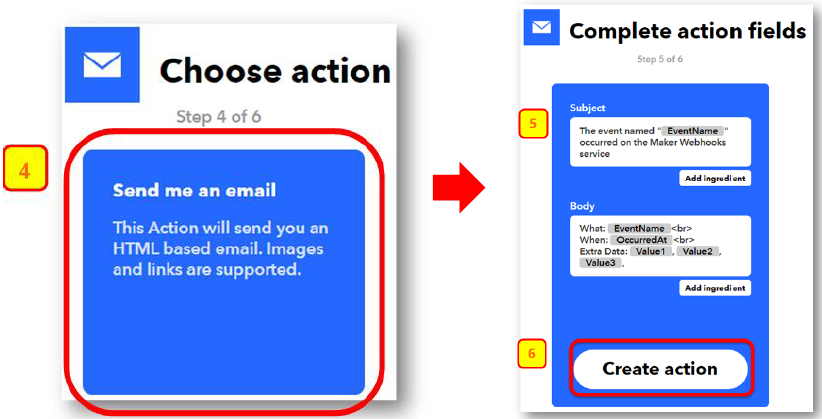 Choose action
Step 4 of 6
4
Send me an email
This Action will send you an
HTML based email. Images
and links are supported.
Complete action fields
Step 5 of 6
Subject
5
The event named " EventName "
occurred on the Maker Webhooks
service
Add ingredient
Body
What: EventName <br>
When: OccurredAt <br>
Extra Data: Value1 , Value2 ,
Value3 ,
Add ingredient
6
Create action